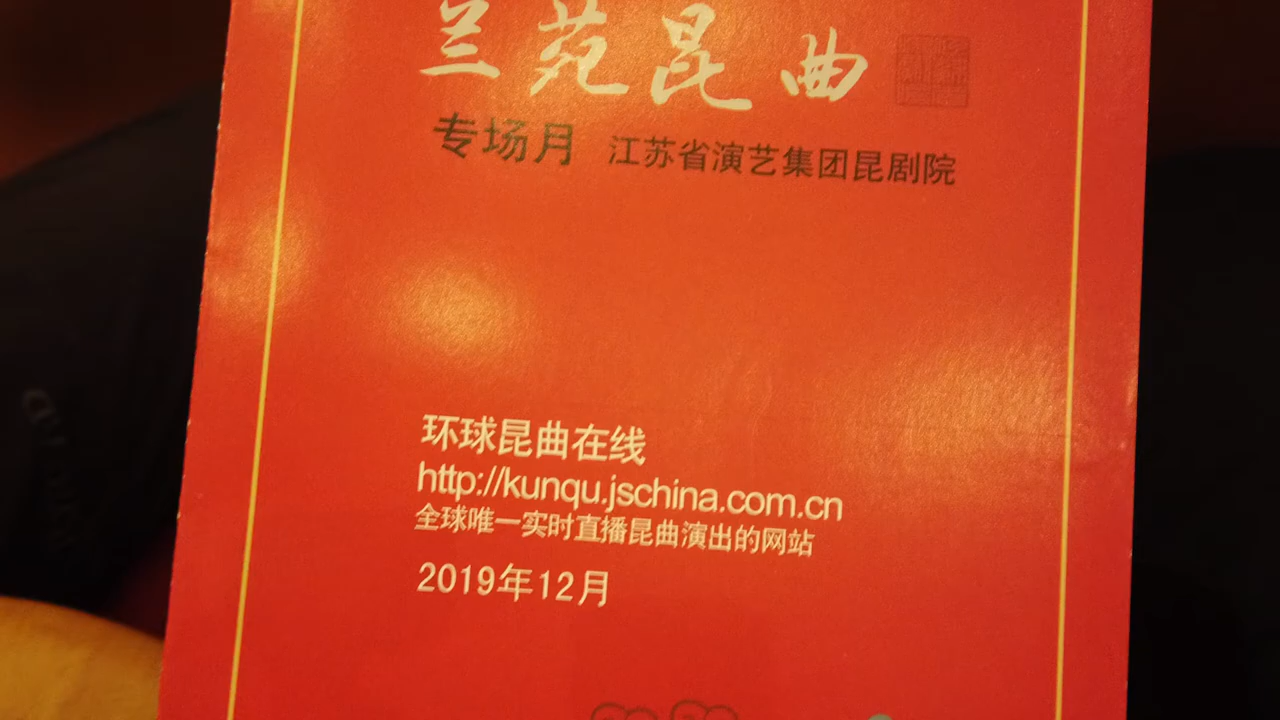 兰苑昆曲
专场月 江苏省演艺集团昆剧院
环球昆曲在线
http://kunqu.jschina.com.cn
全球唯一实时直播昆曲演出的网站
2019年12月